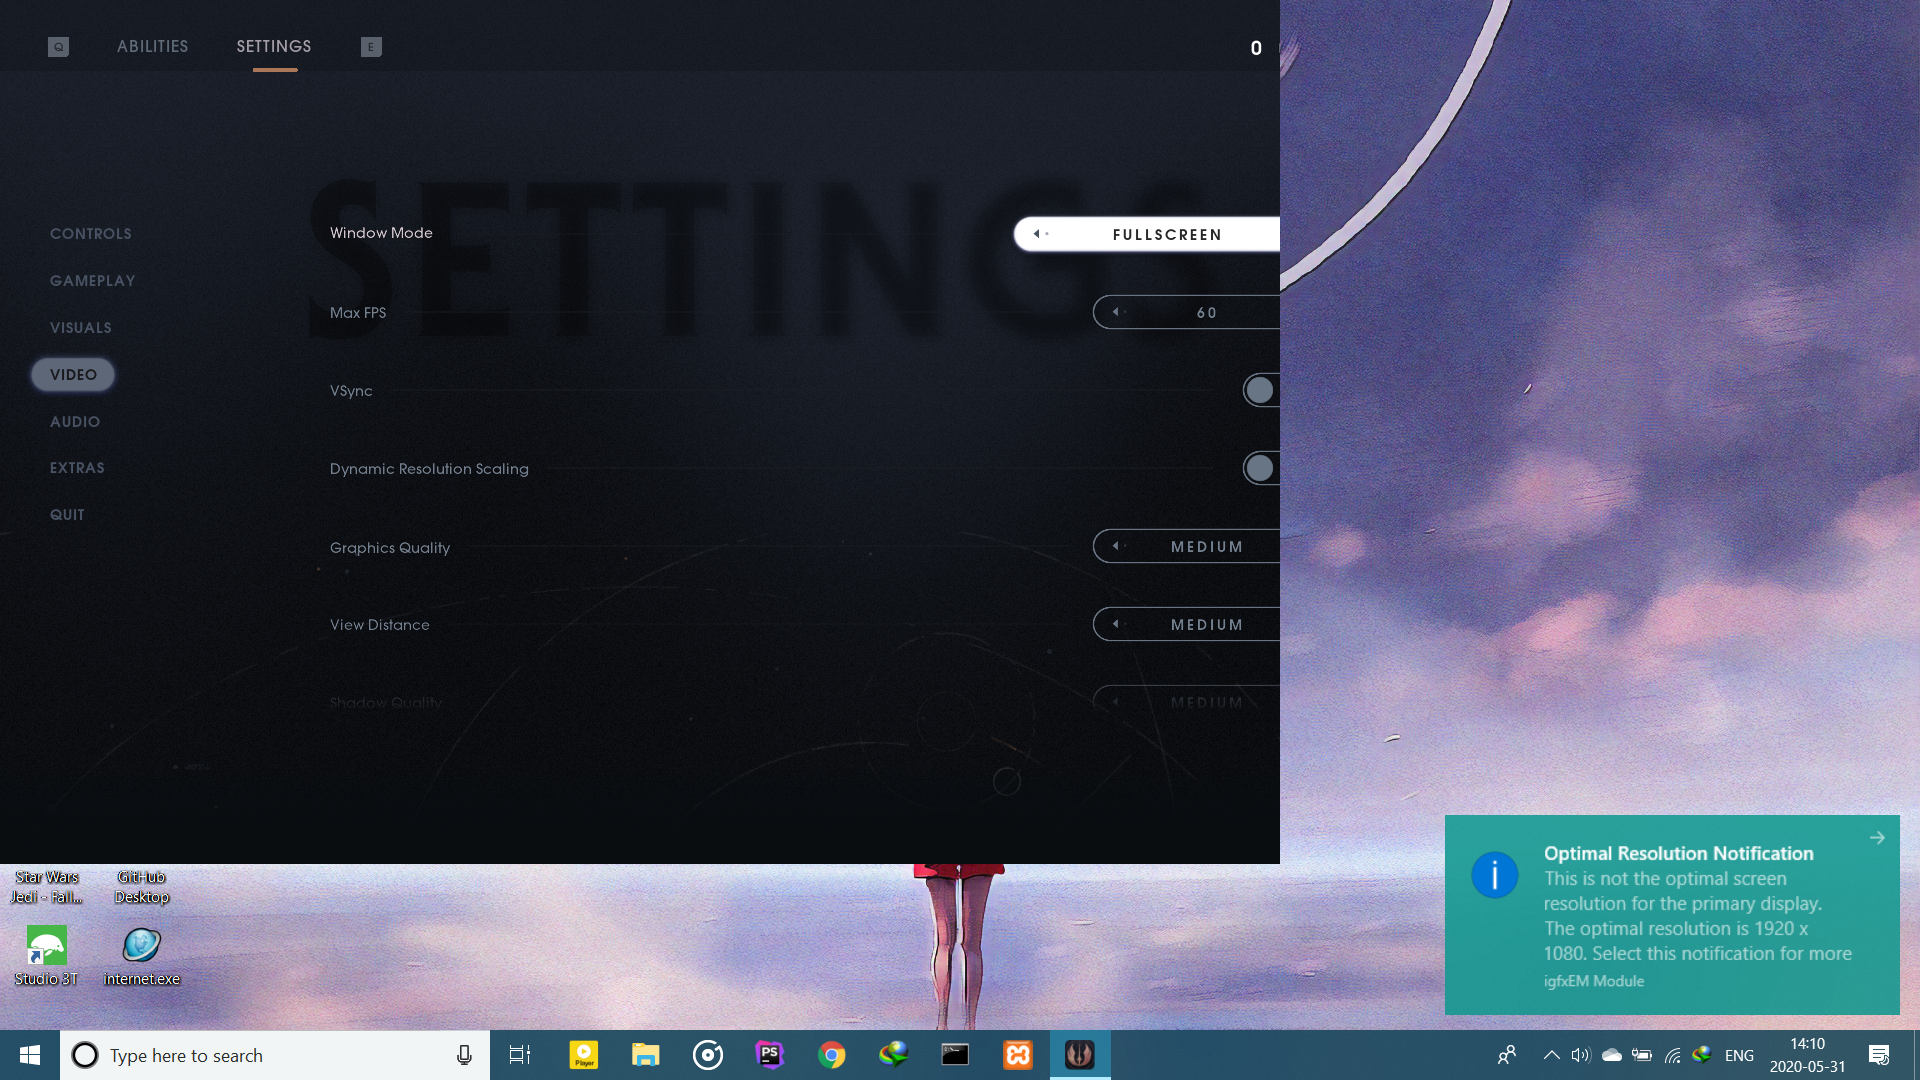 Q
ABILITIES
SETTINGS
E
0
SETTINGS
CONTROLS
GAMEPLAY
VISUALS
VIDEO
AUDIO
EXTRAS
QUIT
Window Mode
FULLSCREEN
Max FPS
60
VSync
Dynamic Resolution Scaling
Graphics Quality
MEDIUM
View Distance
MEDIUM
Shadow Quality
MEDIUM
Star Wars
Jedi - Fall...
GitHub
Desktop
Studio 3T
internet.exe
Optimal Resolution Notification
This is not the optimal screen
resolution for the primary display.
The optimal resolution is 1920 x
1080. Select this notification for more
igfxEM Module
Type here to search
Player
PS
ENG
14:10
2020-05-31